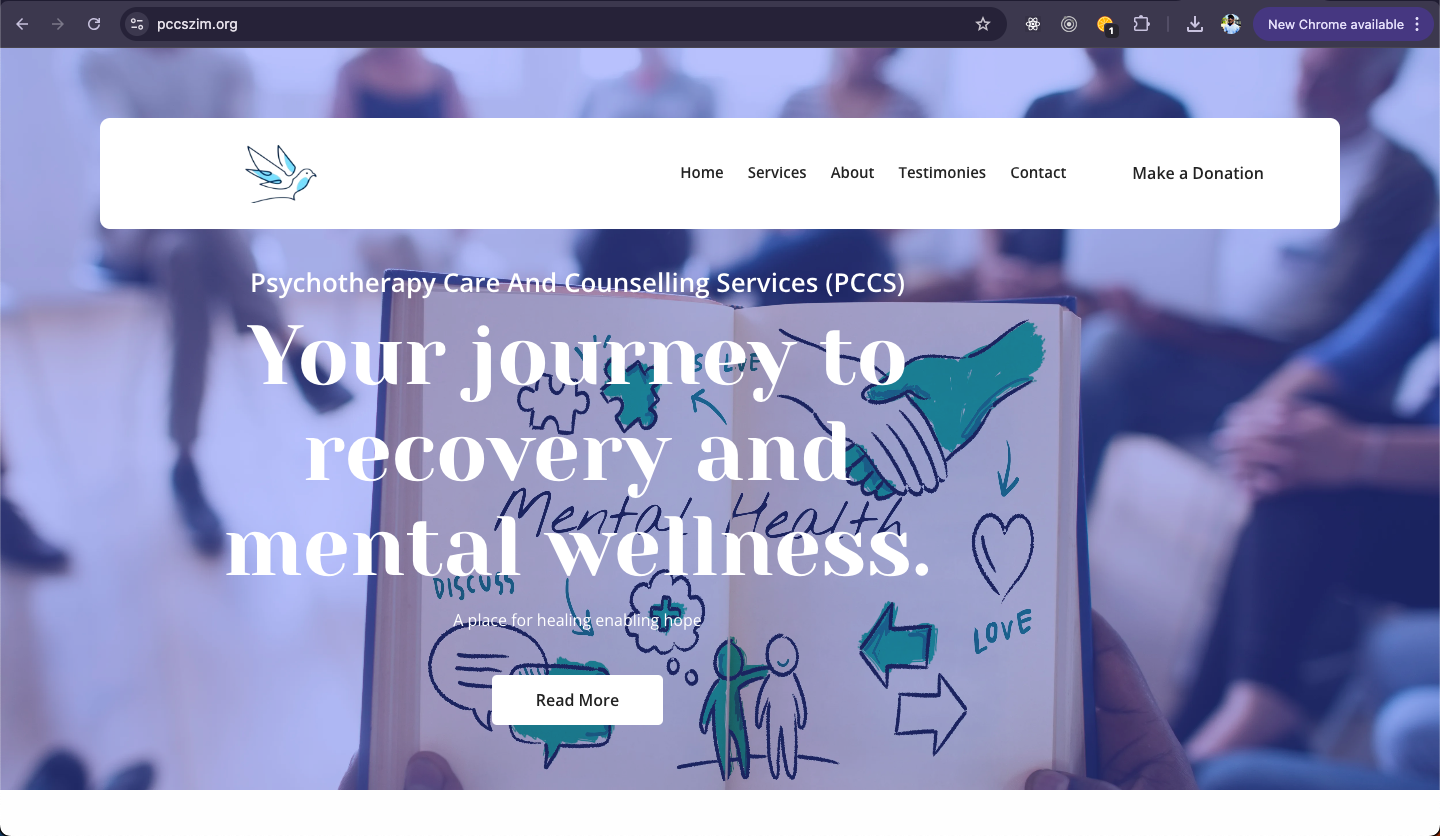 pccszim.org
1
New Chrome available
Home Services About Testimonies Contact Make a Donation
Psychotherapy Care And Counselling Services (PCCS)
Your journey to
recovery and
mental wellness.
Mental Health
DISCUSS
A place for healing enabling hope
LOVE
Read More